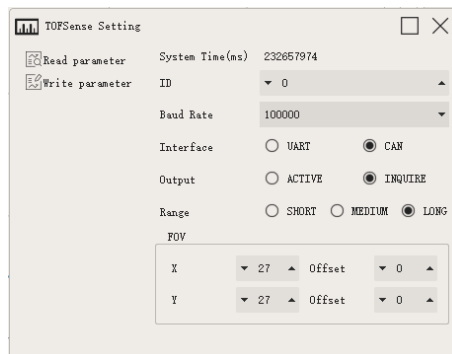 TOFSense Setting
Read parameter
Write parameter
System Time(ms) 232657974
ID 0
Baud Rate 100000
Interface UART CAN
Output ACTIVE INQUIRE
Range SHORT MEDIUM LONG
FOV
X 27 Offset 0
Y 27 Offset 0